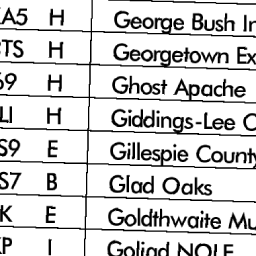 A5 H George Bush In
TS H Georgetown Ex
69 H Ghost Apache
LI H Giddings-Lee C
S9 E Gillespie County
S7 B Glad Oaks
K E Goldthwaite Mu
P I Goliad NOLF